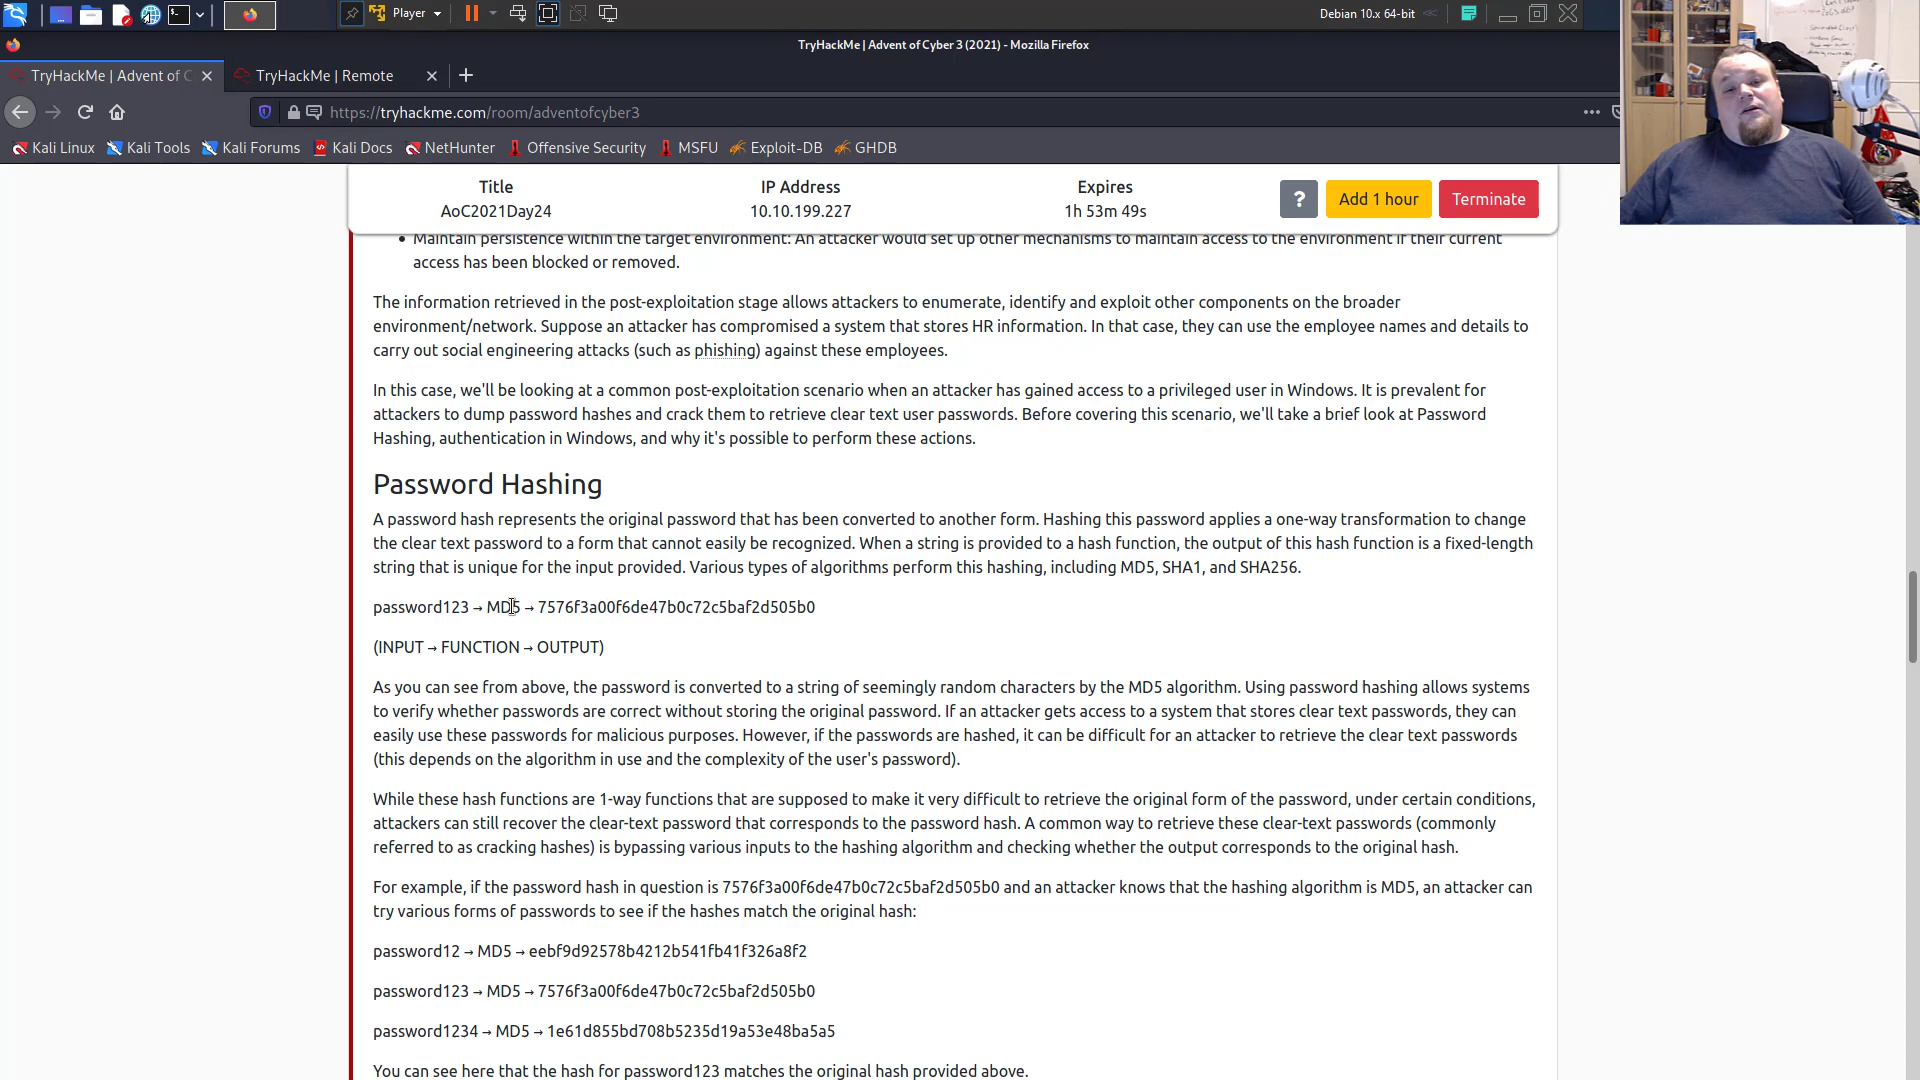 Player
Debian 10.x 64-bit
TryHackMe | Advent of Cyber 3 (2021) - Mozilla Firefox
TryHackMe | Advent of C
TryHackMe | Remote
https://tryhackme.com/room/adventofcyber3
Kali Linux Kali Tools Kali Forums Kali Docs NetHunter Offensive Security MSFU Exploit-DB GHDB
Title IP Address Expires
AoC2021Day24 10.10.199.227 1h 53m 49s
? Add 1 hour Terminate
• Maintain persistence within the target environment: An attacker would set up other mechanisms to maintain access to the environment if their current
access has been blocked or removed.
The information retrieved in the post-exploitation stage allows attackers to enumerate, identify and exploit other components on the broader
environment/network. Suppose an attacker has compromised a system that stores HR information. In that case, they can use the employee names and details to
carry out social engineering attacks (such as phishing) against these employees.
In this case, we'll be looking at a common post-exploitation scenario when an attacker has gained access to a privileged user in Windows. It is prevalent for
attackers to dump password hashes and crack them to retrieve clear text user passwords. Before covering this scenario, we'll take a brief look at Password
Hashing, authentication in Windows, and why it's possible to perform these actions.
Password Hashing
A password hash represents the original password that has been converted to another form. Hashing this password applies a one-way transformation to change
the clear text password to a form that cannot easily be recognized. When a string is provided to a hash function, the output of this hash function is a fixed-length
string that is unique for the input provided. Various types of algorithms perform this hashing, including MD5, SHA1, and SHA256.
password123 → MD5 → 7576f3a00f6de47b0c72c5baf2d505b0
(INPUT → FUNCTION → OUTPUT)
As you can see from above, the password is converted to a string of seemingly random characters by the MD5 algorithm. Using password hashing allows systems
to verify whether passwords are correct without storing the original password. If an attacker gets access to a system that stores clear text passwords, they can
easily use these passwords for malicious purposes. However, if the passwords are hashed, it can be difficult for an attacker to retrieve the clear text passwords
(this depends on the algorithm in use and the complexity of the user's password).
While these hash functions are 1-way functions that are supposed to make it very difficult to retrieve the original form of the password, under certain conditions,
attackers can still recover the clear-text password that corresponds to the password hash. A common way to retrieve these clear-text passwords (commonly
referred to as cracking hashes) is bypassing various inputs to the hashing algorithm and checking whether the output corresponds to the original hash.
For example, if the password hash in question is 7576f3a00f6de47b0c72c5baf2d505b0 and an attacker knows that the hashing algorithm is MD5, an attacker can
try various forms of passwords to see if the hashes match the original hash:
password12 → MD5 → eebf9d92578b4212b541fb41f326a8f2
password123 → MD5 → 7576f3a00f6de47b0c72c5baf2d505b0
password1234 → MD5 → 1e61d855bd708b5235d19a53e48ba5a5
You can see here that the hash for password123 matches the original hash provided above.